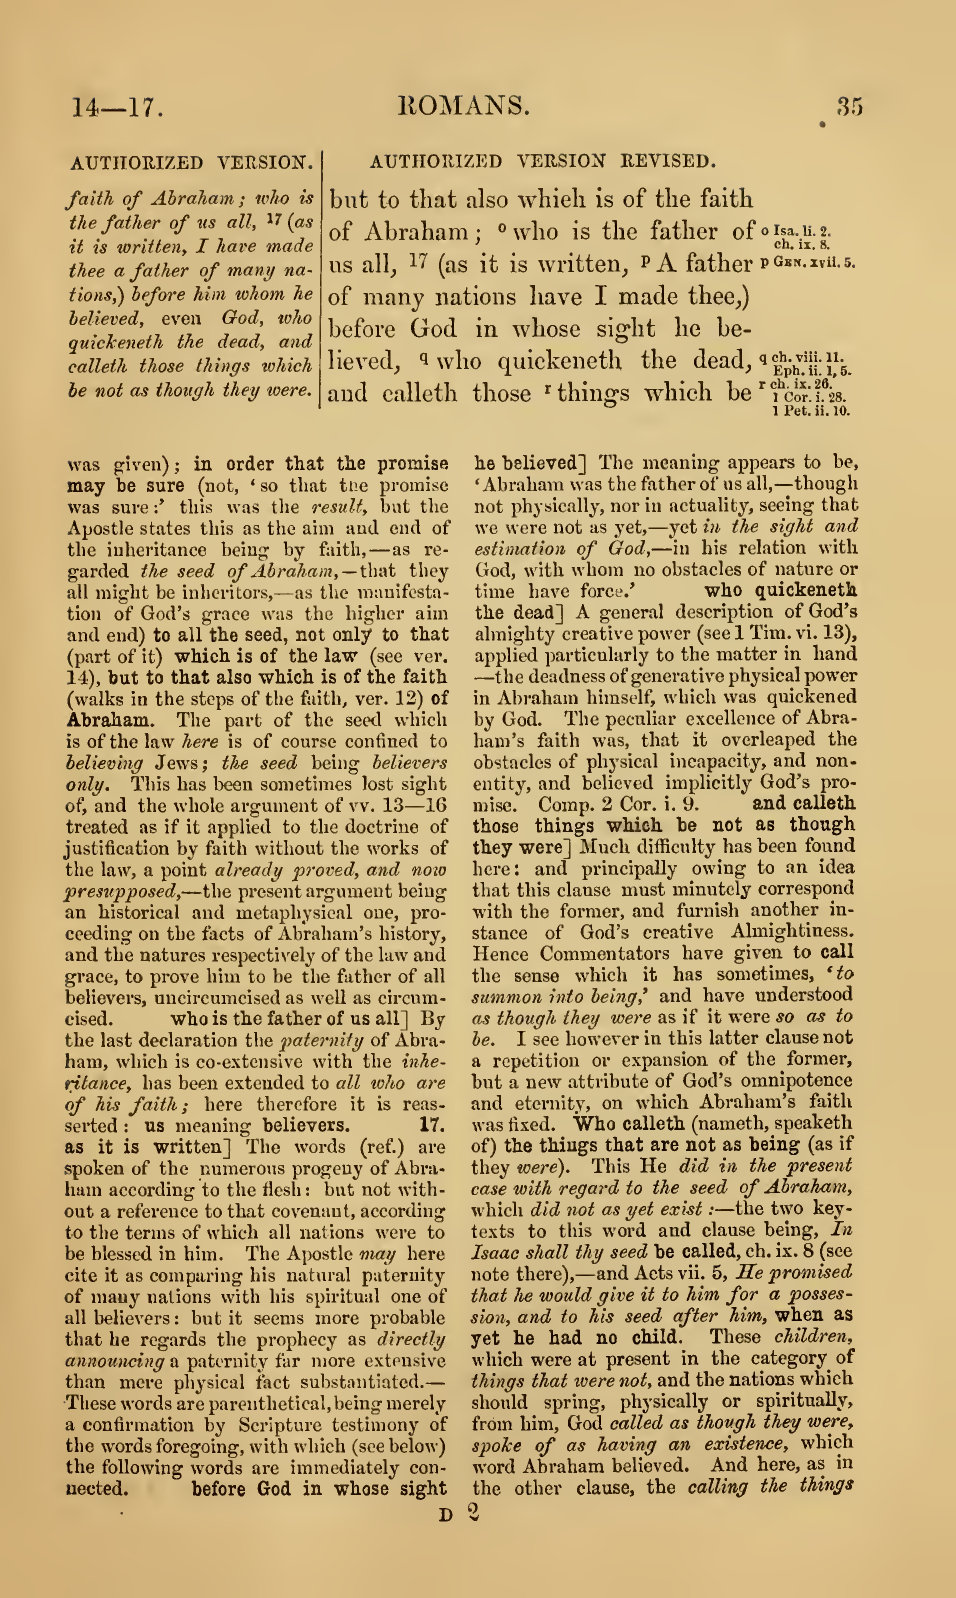 14—17. ROMANS. 35
AUTHORIZED VERSION.
faith of Abraham; who is
the father of us all, 17 (as
it is written, I have made
thee a father of many na-
tions,) before him whom he
believed, even God, who
quickeneth the dead, and
calleth those things which
be not as though they were.
AUTHORIZED VERSION REVISED.
but to that also which is of the faith
of Abraham; o who is the father of
us all, 17 (as it is written, p A father
of many nations have I made thee,)
before God in whose sight he be-
lieved, q who quickeneth the dead,
and calleth those r things which be
o Isa. li. 2.
ch. ix. 8.
p GEN. xvii. 5.
q ch. viii. 11.
Eph. ii. 1, 5.
r ch. ix. 26.
1 Cor. i. 28.
1 Pet. ii. 10.
was given); in order that the promise
may be sure (not, ‘so that the promise
was sure:’ this was the result, but the
Apostle states this as the aim and end of
the inheritance being by faith,—as re-
garded the seed of Abraham,—that they
all might be inheritors,—as the manifesta-
tion of God’s grace was the higher aim
and end) to all the seed, not only to that
(part of it) which is of the law (see ver.
14), but to that also which is of the faith
(walks in the steps of the faith, ver. 12) of
Abraham. The part of the seed which
is of the law here is of course confined to
believing Jews; the seed being believers
only. This has been sometimes lost sight
of, and the whole argument of vv. 13—16
treated as if it applied to the doctrine of
justification by faith without the works of
the law, a point already proved, and now
presupposed,—the present argument being
an historical and metaphysical one, pro-
ceeding on the facts of Abraham’s history,
and the natures respectively of the law and
grace, to prove him to be the father of all
believers, uncircumcised as well as circum-
cised. who is the father of us all] By
the last declaration the paternity of Abra-
ham, which is co-extensive with the inhe-
ritance, has been extended to all who are
of his faith; here therefore it is reas-
serted: us meaning believers. 17.
as it is written] The words (ref.) are
spoken of the numerous progeny of Abra-
ham according to the flesh: but not with-
out a reference to that covenant, according
to the terms of which all nations were to
be blessed in him. The Apostle may here
cite it as comparing his natural paternity
of many nations with his spiritual one of
all believers: but it seems more probable
that he regards the prophecy as directly
announcing a paternity far more extensive
than mere physical fact substantiated.—
These words are parenthetical, being merely
a confirmation by Scripture testimony of
the words foregoing, with which (see below)
the following words are immediately con-
nected. before God in whose sight
he believed] The meaning appears to be,
‘Abraham was the father of us all,—though
not physically, nor in actuality, seeing that
we were not as yet,—yet in the sight and
estimation of God,—in his relation with
God, with whom no obstacles of nature or
time have force.’ who quickeneth
the dead] A general description of God’s
almighty creative power (see 1 Tim. vi. 13),
applied particularly to the matter in hand
—the deadness of generative physical power
in Abraham himself, which was quickened
by God. The peculiar excellence of Abra-
ham’s faith was, that it overleaped the
obstacles of physical incapacity, and non-
entity, and believed implicitly God’s pro-
mise. Comp. 2 Cor. i. 9. and calleth
those things which be not as though
they were] Much difficulty has been found
here: and principally owing to an idea
that this clause must minutely correspond
with the former, and furnish another in-
stance of God’s creative Almightiness.
Hence Commentators have given to call
the sense which it has sometimes, ‘to
summon into being,’ and have understood
as though they were as if it were so as to
be. I see however in this latter clause not
a repetition or expansion of the former,
but a new attribute of God’s omnipotence
and eternity, on which Abraham’s faith
was fixed. Who calleth (nameth, speaketh
of) the things that are not as being (as if
they were). This He did in the present
case with regard to the seed of Abraham,
which did not as yet exist:—the two key-
texts to this word and clause being, In
Isaac shall thy seed be called, ch. ix. 8 (see
note there),—and Acts vii. 5, He promised
that he would give it to him for a posses-
sion, and to his seed after him, when as
yet he had no child. These children,
which were at present in the category of
things that were not, and the nations which
should spring, physically or spiritually,
from him, God called as though they were,
spoke of as having an existence, which
word Abraham believed. And here, as in
the other clause, the calling the things
D 2